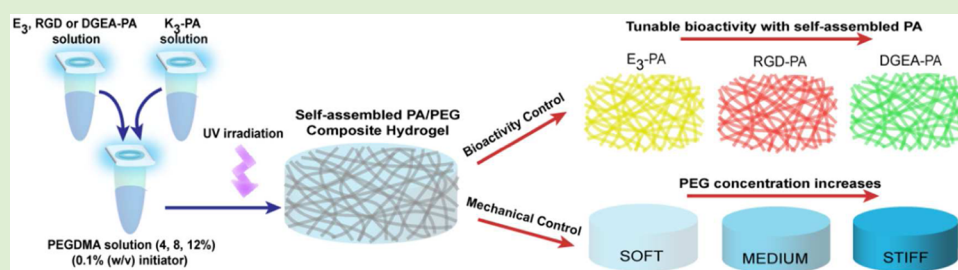 E3, RGD or DGEA-PA
solution
K3-PA
solution
UV irradiation
PEGDMA solution (4, 8, 12%)
(0.1% (w/v) initiator)
Self-assembled PA/PEG
Composite Hydrogel
Bioactivity Control
Mechanical Control
Tunable bioactivity with self-assembled PA
E3-PA
RGD-PA
DGEA-PA
PEG concentration increases
SOFT
MEDIUM
STIFF